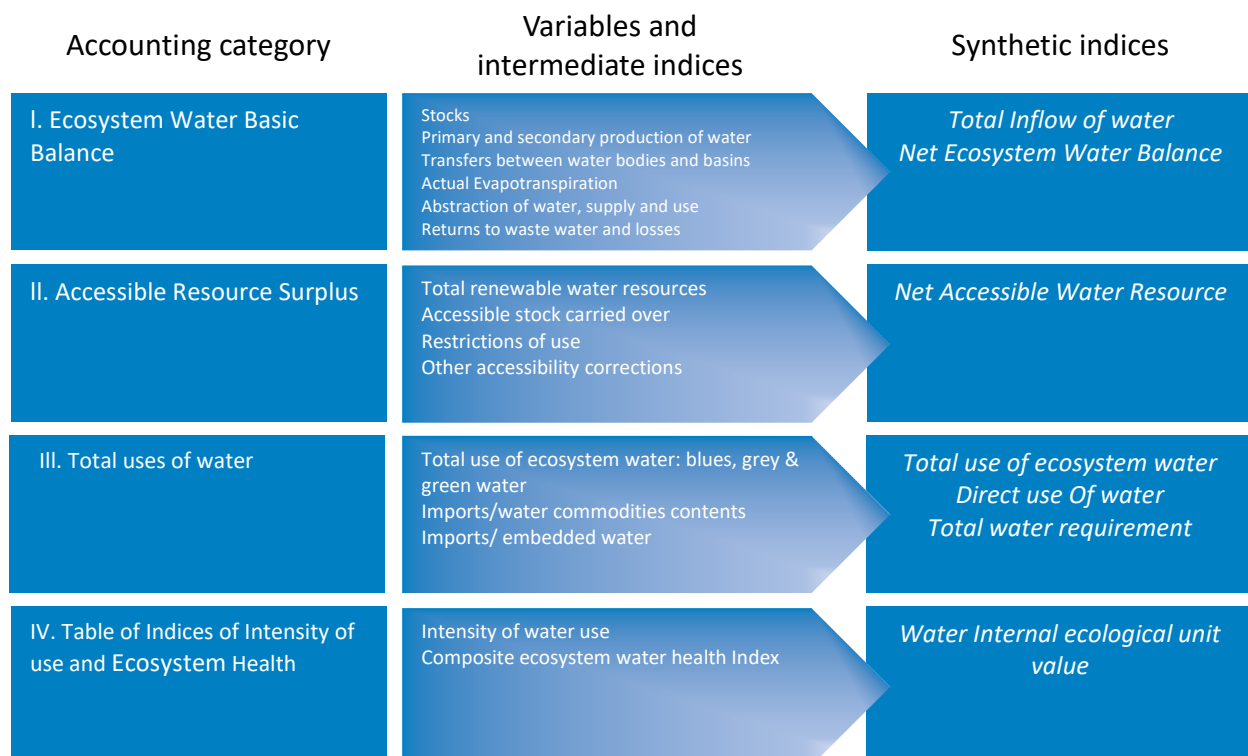 Accounting category
Variables and
intermediate indices
Synthetic indices
l. Ecosystem Water Basic
Balance
Stocks
Primary and secondary production of water
Transfers between water bodies and basins
Actual Evapotranspiration
Abstraction of water, supply and use
Returns to waste water and losses
Total Inflow of water
Net Ecosystem Water Balance
ll. Accessible Resource Surplus
Total renewable water resources
Accessible stock carried over
Restrictions of use
Other accessibility corrections
Net Accessible Water Resource
Ill. Total uses of water
Total use of ecosystem water: blues, grey &
green water
Imports/water commodities contents
Imports/ embedded water
Total use of ecosystem water
Direct use Of water
Total water requirement
IV. Table of Indices of Intensity of
use and Ecosystem Health
Intensity of water use
Composite ecosystem water health Index
Water Internal ecological unit
value